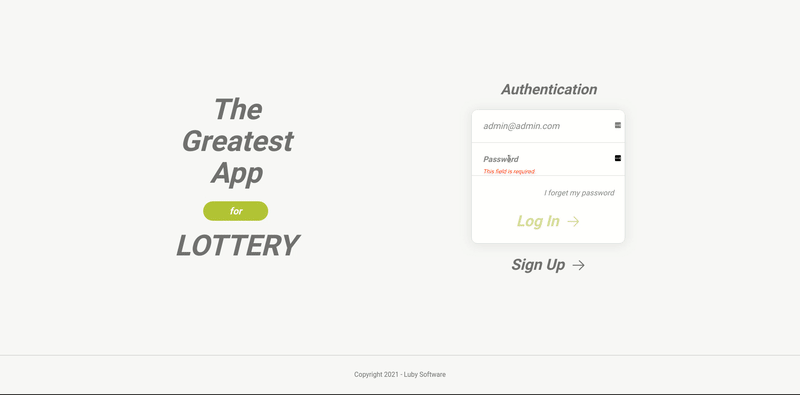 The
Greatest
App
for
LOTTERY
Authentication
admin@admin.com
Password
This field is required
I forget my password
Log In
Sign Up
Copyright 2021 - Luby Software